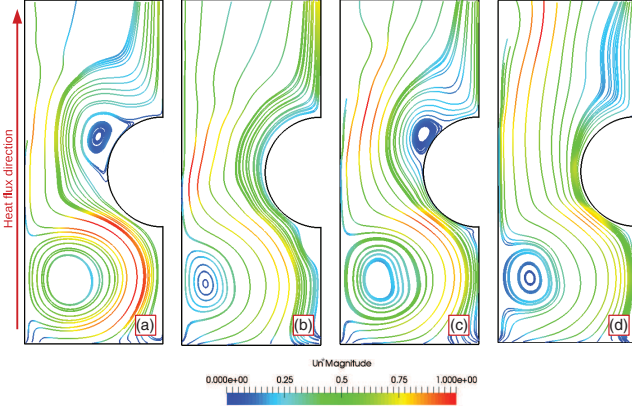 Heat flux direction
(a)
(b)
(c)
(d)
Un* Magnitude
0.000e+00 0.25 0.5 0.75 1.000e+00